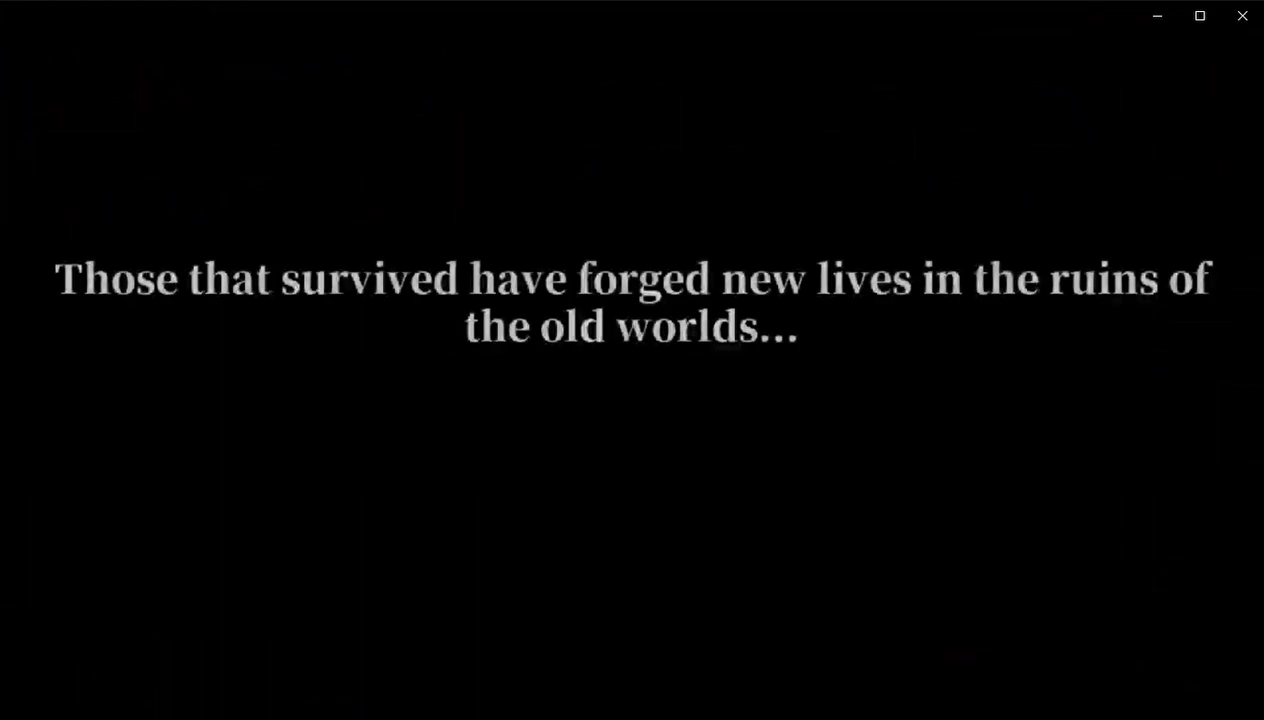 Those that survived have forged new lives in the ruins of
the old worlds...